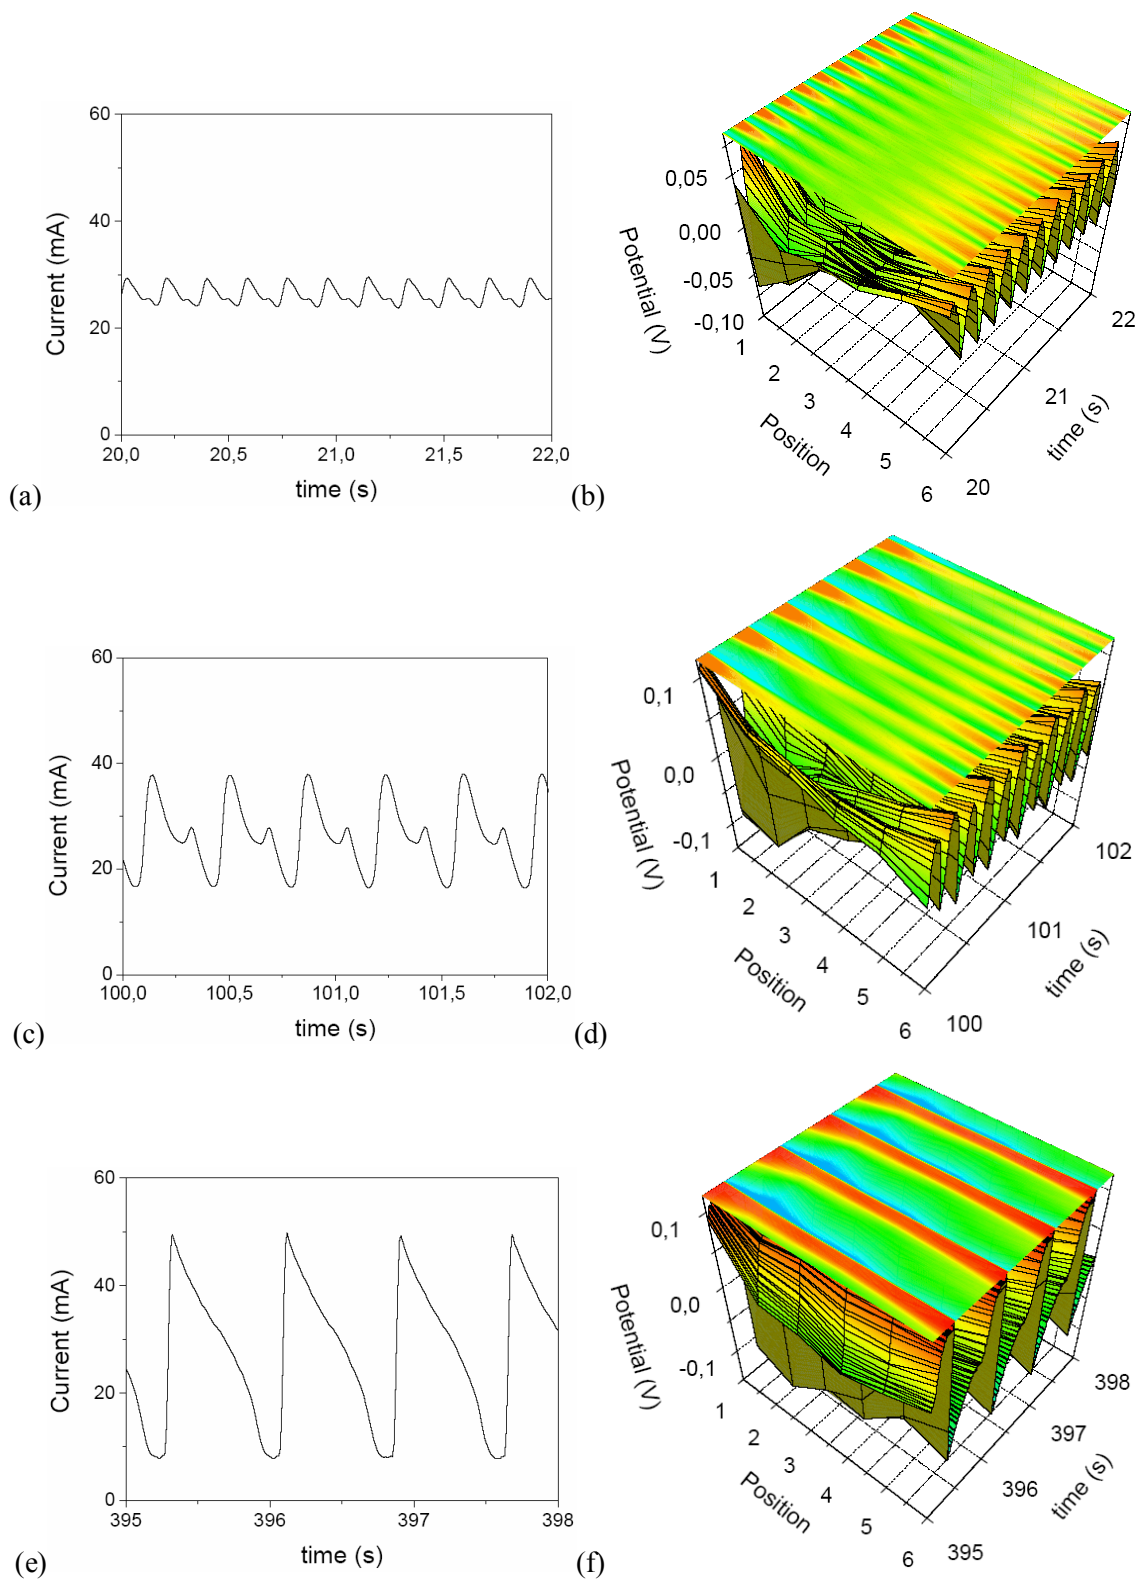 60
40
20
0
Current (mA)
20,0 20,5 21,0 21,5 22,0
time (s)
(a)
0,05
0,00
-0,05
-0,10
Potential (V)
1 2 3 4 5 6
Position
20 21 22
time (s)
(b)
60
40
20
0
Current (mA)
100,0 100,5 101,0 101,5 102,0
time (s)
(c)
0,1
0,0
-0,1
Potential (V)
1 2 3 4 5 6
Position
100 101 102
time (s)
(d)
60
40
20
0
Current (mA)
395 396 397 398
time (s)
(e)
0,1
0,0
-0,1
Potential (V)
1 2 3 4 5 6
Position
395 396 397 398
time (s)
(f)